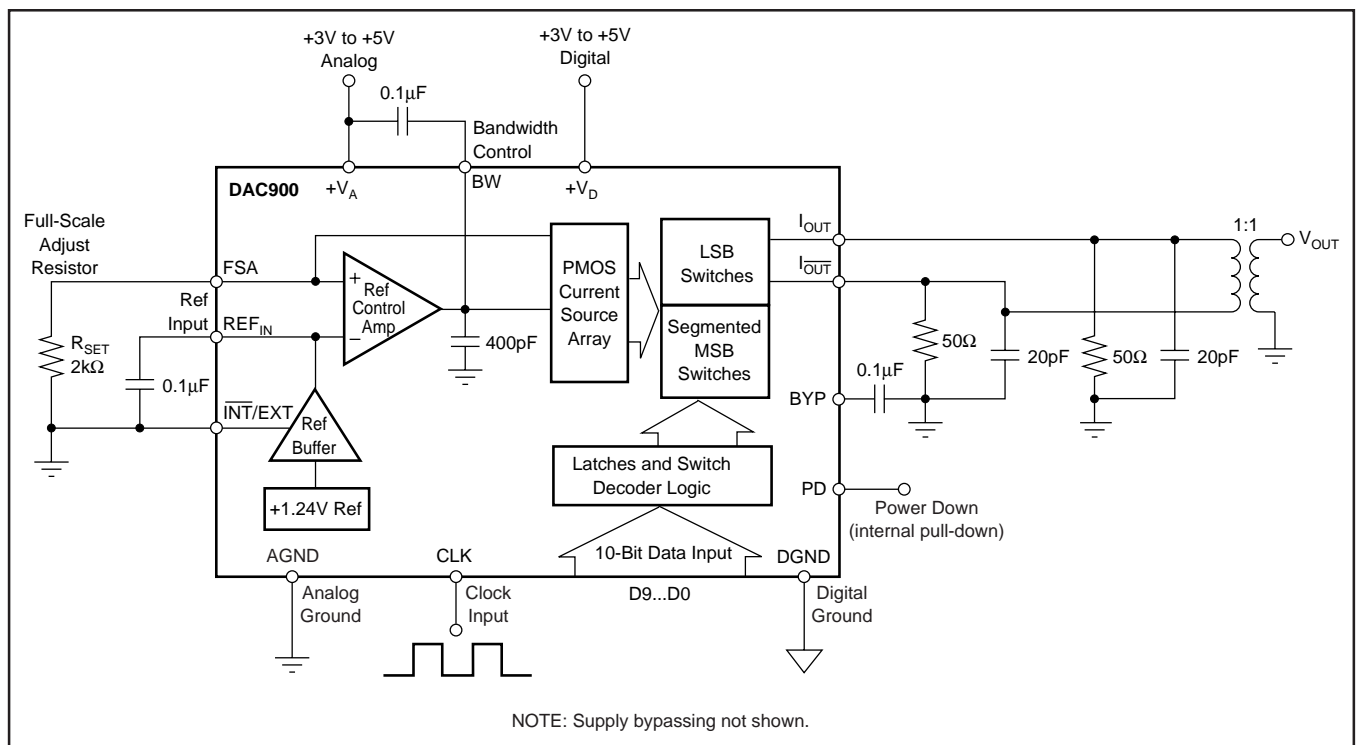 +3V to +5V
Analog
+3V to +5V
Digital
0.1µF
Bandwidth
Control
DAC900
+VA
BW
+VD
Full-Scale
Adjust
Resistor
FSA
Ref
Input
REFIN
RSET
2kΩ
0.1µF
INT/EXT
+
Ref
Control
Amp
–
400pF
Ref
Buffer
+1.24V Ref
PMOS
Current
Source
Array
LSB
Switches
Segmented
MSB
Switches
Latches and Switch
Decoder Logic
10-Bit Data Input
IOUT
IOUT
BYP
0.1µF
50Ω
20pF
50Ω
20pF
1:1
VOUT
PD
Power Down
(internal pull-down)
AGND
Analog
Ground
CLK
Clock
Input
D9...D0
DGND
Digital
Ground
NOTE: Supply bypassing not shown.